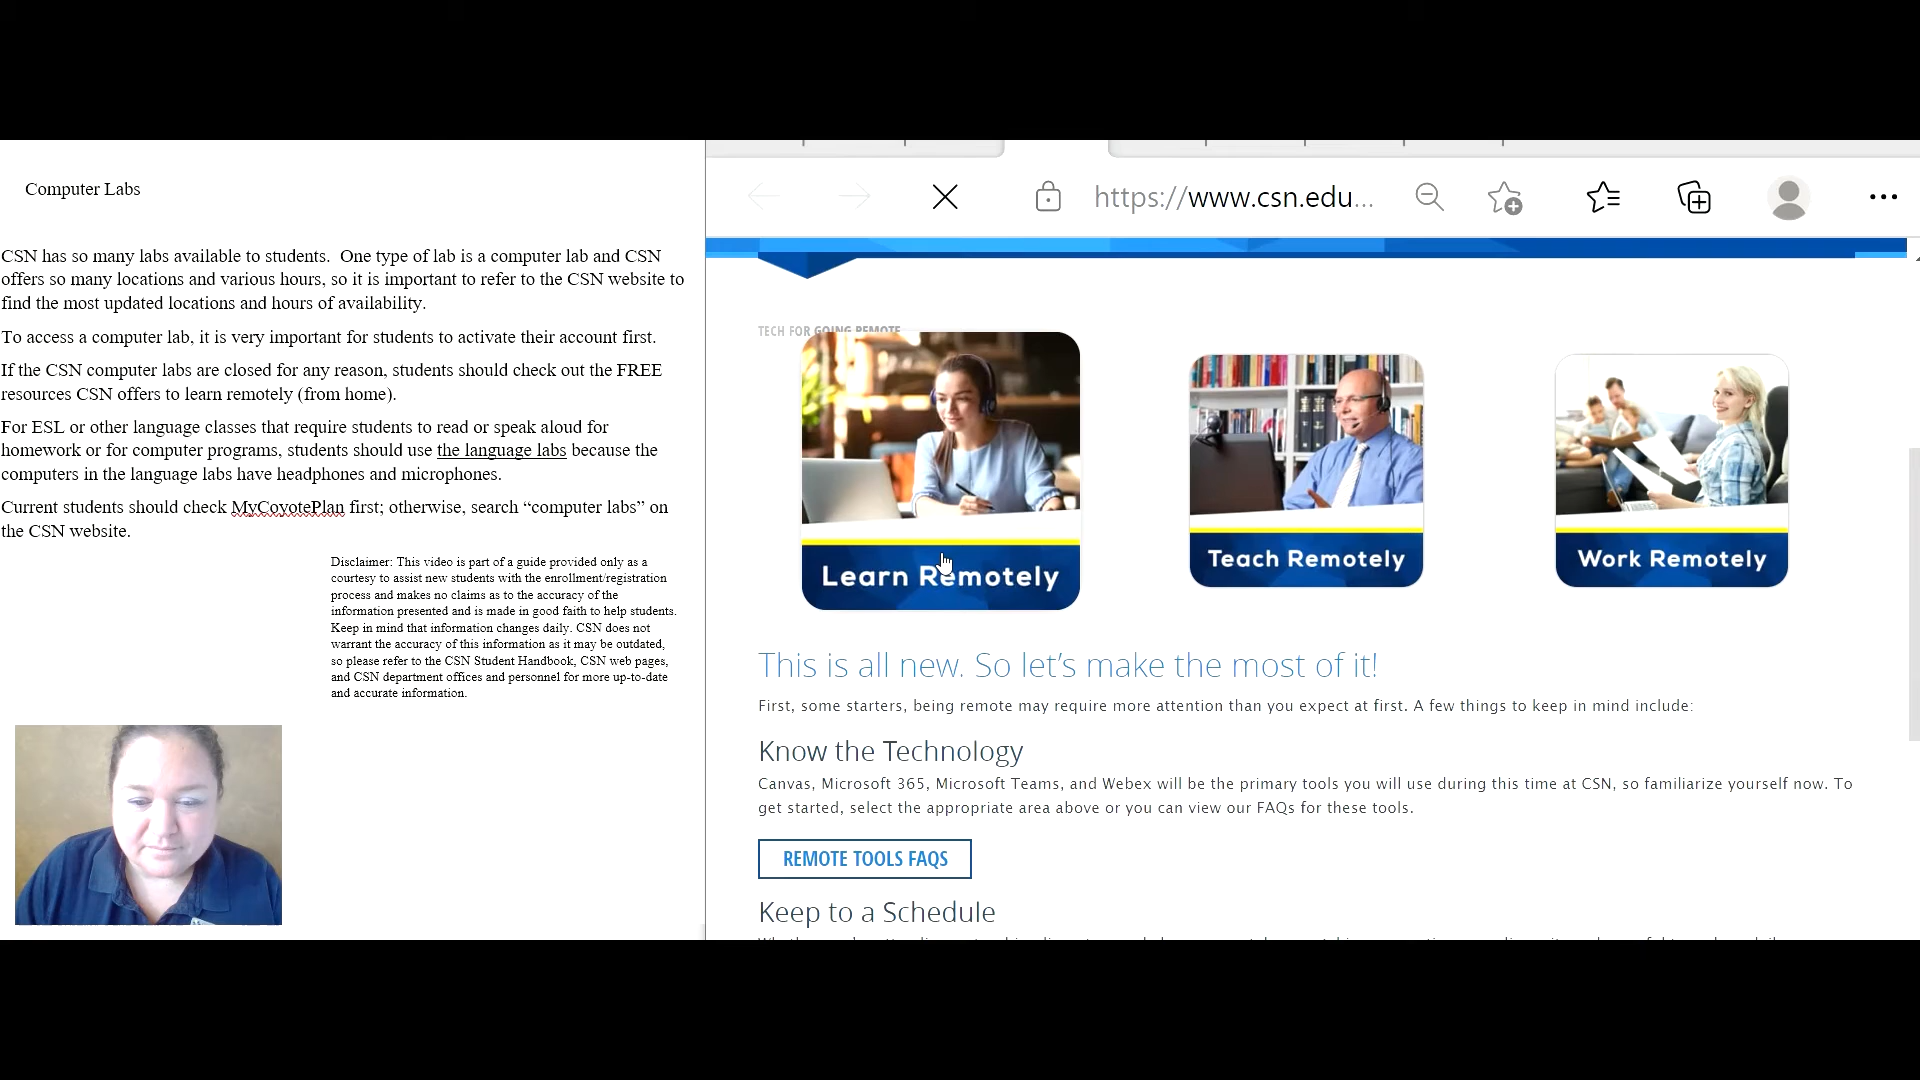 Computer Labs
CSN has so many labs available to students.  One type of lab is a computer lab and CSN
offers so many locations and various hours, so it is important to refer to the CSN website to
find the most updated locations and hours of availability.
To access a computer lab, it is very important for students to activate their account first.
If the CSN computer labs are closed for any reason, students should check out the FREE
resources CSN offers to learn remotely (from home).
For ESL or other language classes that require students to read or speak aloud for
homework or for computer programs, students should use the language labs because the
computers in the language labs have headphones and microphones.
Current students should check MyCoyotePlan first; otherwise, search “computer labs” on
the CSN website.
Disclaimer: This video is part of a guide provided only as a
courtesy to assist new students with the enrollment/registration
process and makes no claims as to the accuracy of the
information presented and is made in good faith to help students.
Keep in mind that information changes daily. CSN does not
warrant the accuracy of this information as it may be outdated,
so please refer to the CSN Student Handbook, CSN web pages,
and CSN department offices and personnel for more up-to-date
and accurate information.
https://www.csn.edu...
TECH FOR GOING REMOTE
Learn Remotely
Teach Remotely
Work Remotely
This is all new. So let’s make the most of it!
First, some starters, being remote may require more attention than you expect at first. A few things to keep in mind include:
Know the Technology
Canvas, Microsoft 365, Microsoft Teams, and Webex will be the primary tools you will use during this time at CSN, so familiarize yourself now. To
get started, select the appropriate area above or you can view our FAQs for these tools.
REMOTE TOOLS FAQS
Keep to a Schedule